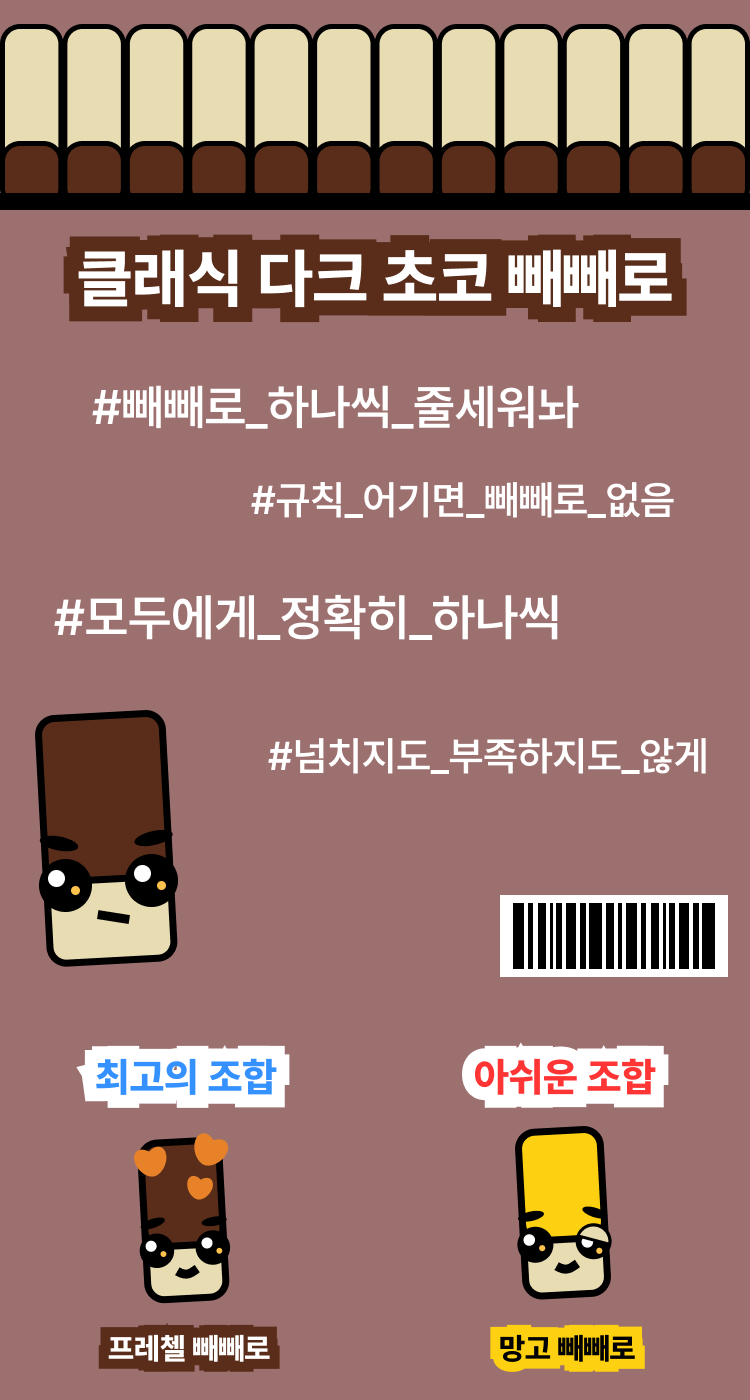 클래식 다크 초코 빼빼로
#빼빼로_하나씩_줄세워놔
#규칙_어기면_빼빼로_없음
#모두에게_정확히_하나씩
#넘치지도_부족하지도_않게
최고의 조합
아쉬운 조합
프레첼 빼빼로
망고 빼빼로